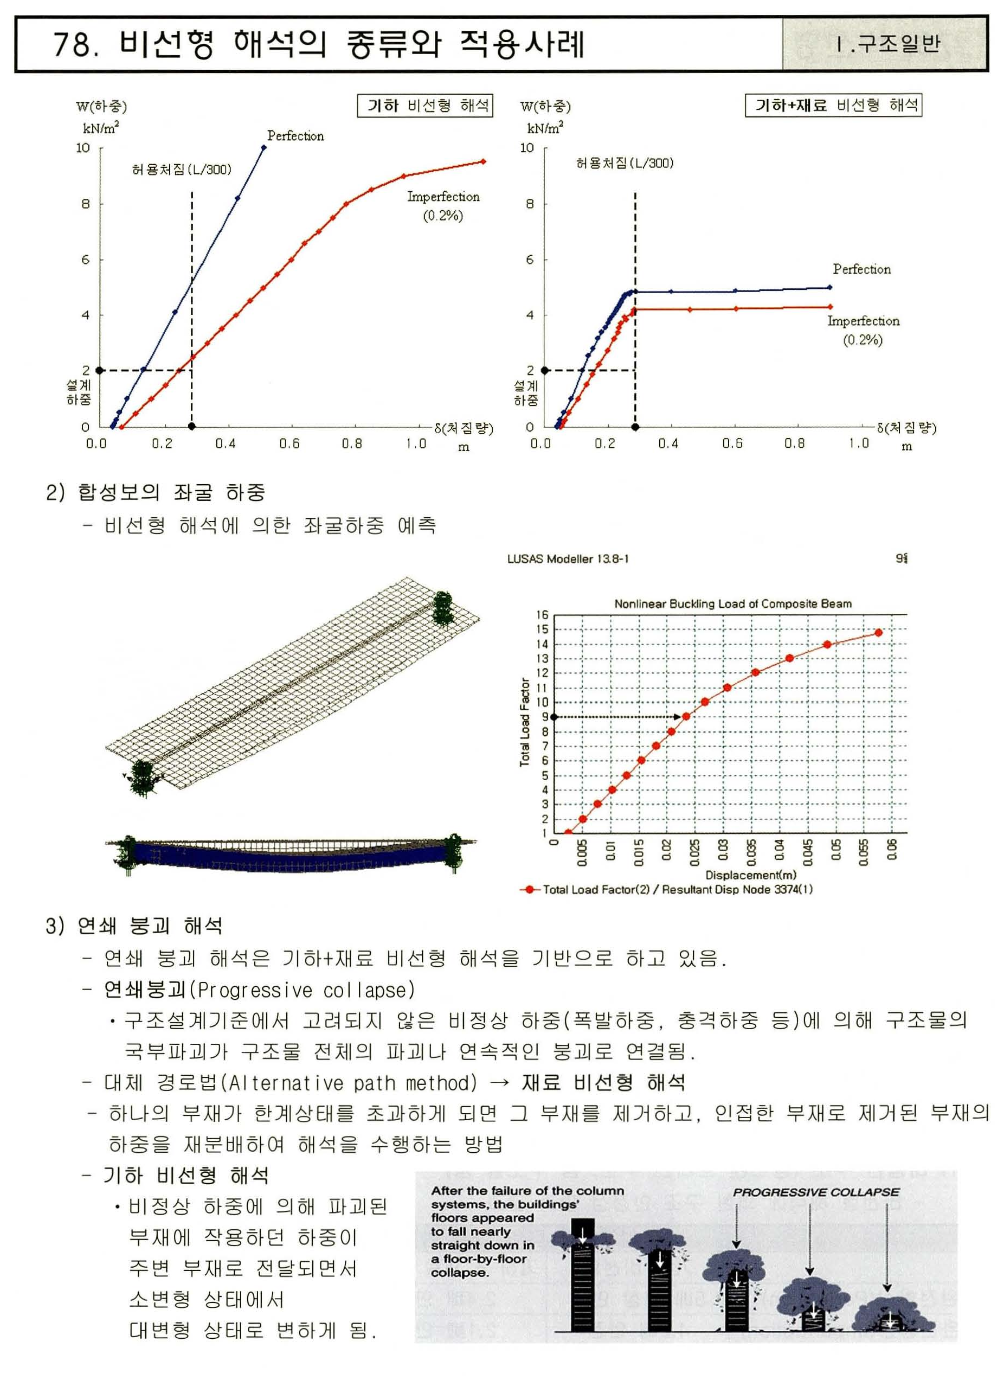 78. 비선형 해석의 종류와 적용사례
Ⅰ.구조일반
W(하중)
kN/m²
기하 비선형 해석
Perfection
허용처짐(L/300)
Imperfection
(0.2%)
10
8
6
4
2
설계
하중
0
0.0 0.2 0.4 0.6 0.8 1.0
δ(처짐량)
m
W(하중)
kN/m²
기하+재료 비선형 해석
허용처짐(L/300)
Perfection
Imperfection
(0.2%)
10
8
6
4
2
설계
하중
0
0.0 0.2 0.4 0.6 0.8 1.0
δ(처짐량)
m
2) 합성보의 좌굴 하중
- 비선형 해석에 의한 좌굴하중 예측
LUSAS Modeller 13.8-1
Nonlinear Buckling Load of Composite Beam
Total Load Factor
16
15
14
13
12
11
10
9
8
7
6
5
4
3
2
1
0 0.005 0.01 0.015 0.02 0.025 0.03 0.035 0.04 0.045 0.05 0.055 0.06
Displacement(m)
Total Load Factor(2) / Resultant Disp Node 3374(1)
3) 연쇄 붕괴 해석
- 연쇄 붕괴 해석은 기하+재료 비선형 해석을 기반으로 하고 있음.
- 연쇄붕괴(Progressive collapse)
・구조설계기준에서 고려되지 않은 비정상 하중(폭발하중, 충격하중 등)에 의해 구조물의
국부파괴가 구조물 전체의 파괴나 연속적인 붕괴로 연결됨.
- 대체 경로법(Alternative path method) → 재료 비선형 해석
- 하나의 부재가 한계상태를 초과하게 되면 그 부재를 제거하고, 인접한 부재로 제거된 부재의
하중을 재분배하여 해석을 수행하는 방법
- 기하 비선형 해석
・비정상 하중에 의해 파괴된
부재에 작용하던 하중이
주변 부재로 전달되면서
소변형 상태에서
대변형 상태로 변하게 됨.
After the failure of the column
systems, the buildings'
floors appeared
to fall nearly
straight down in
a floor-by-floor
collapse.
PROGRESSIVE COLLAPSE